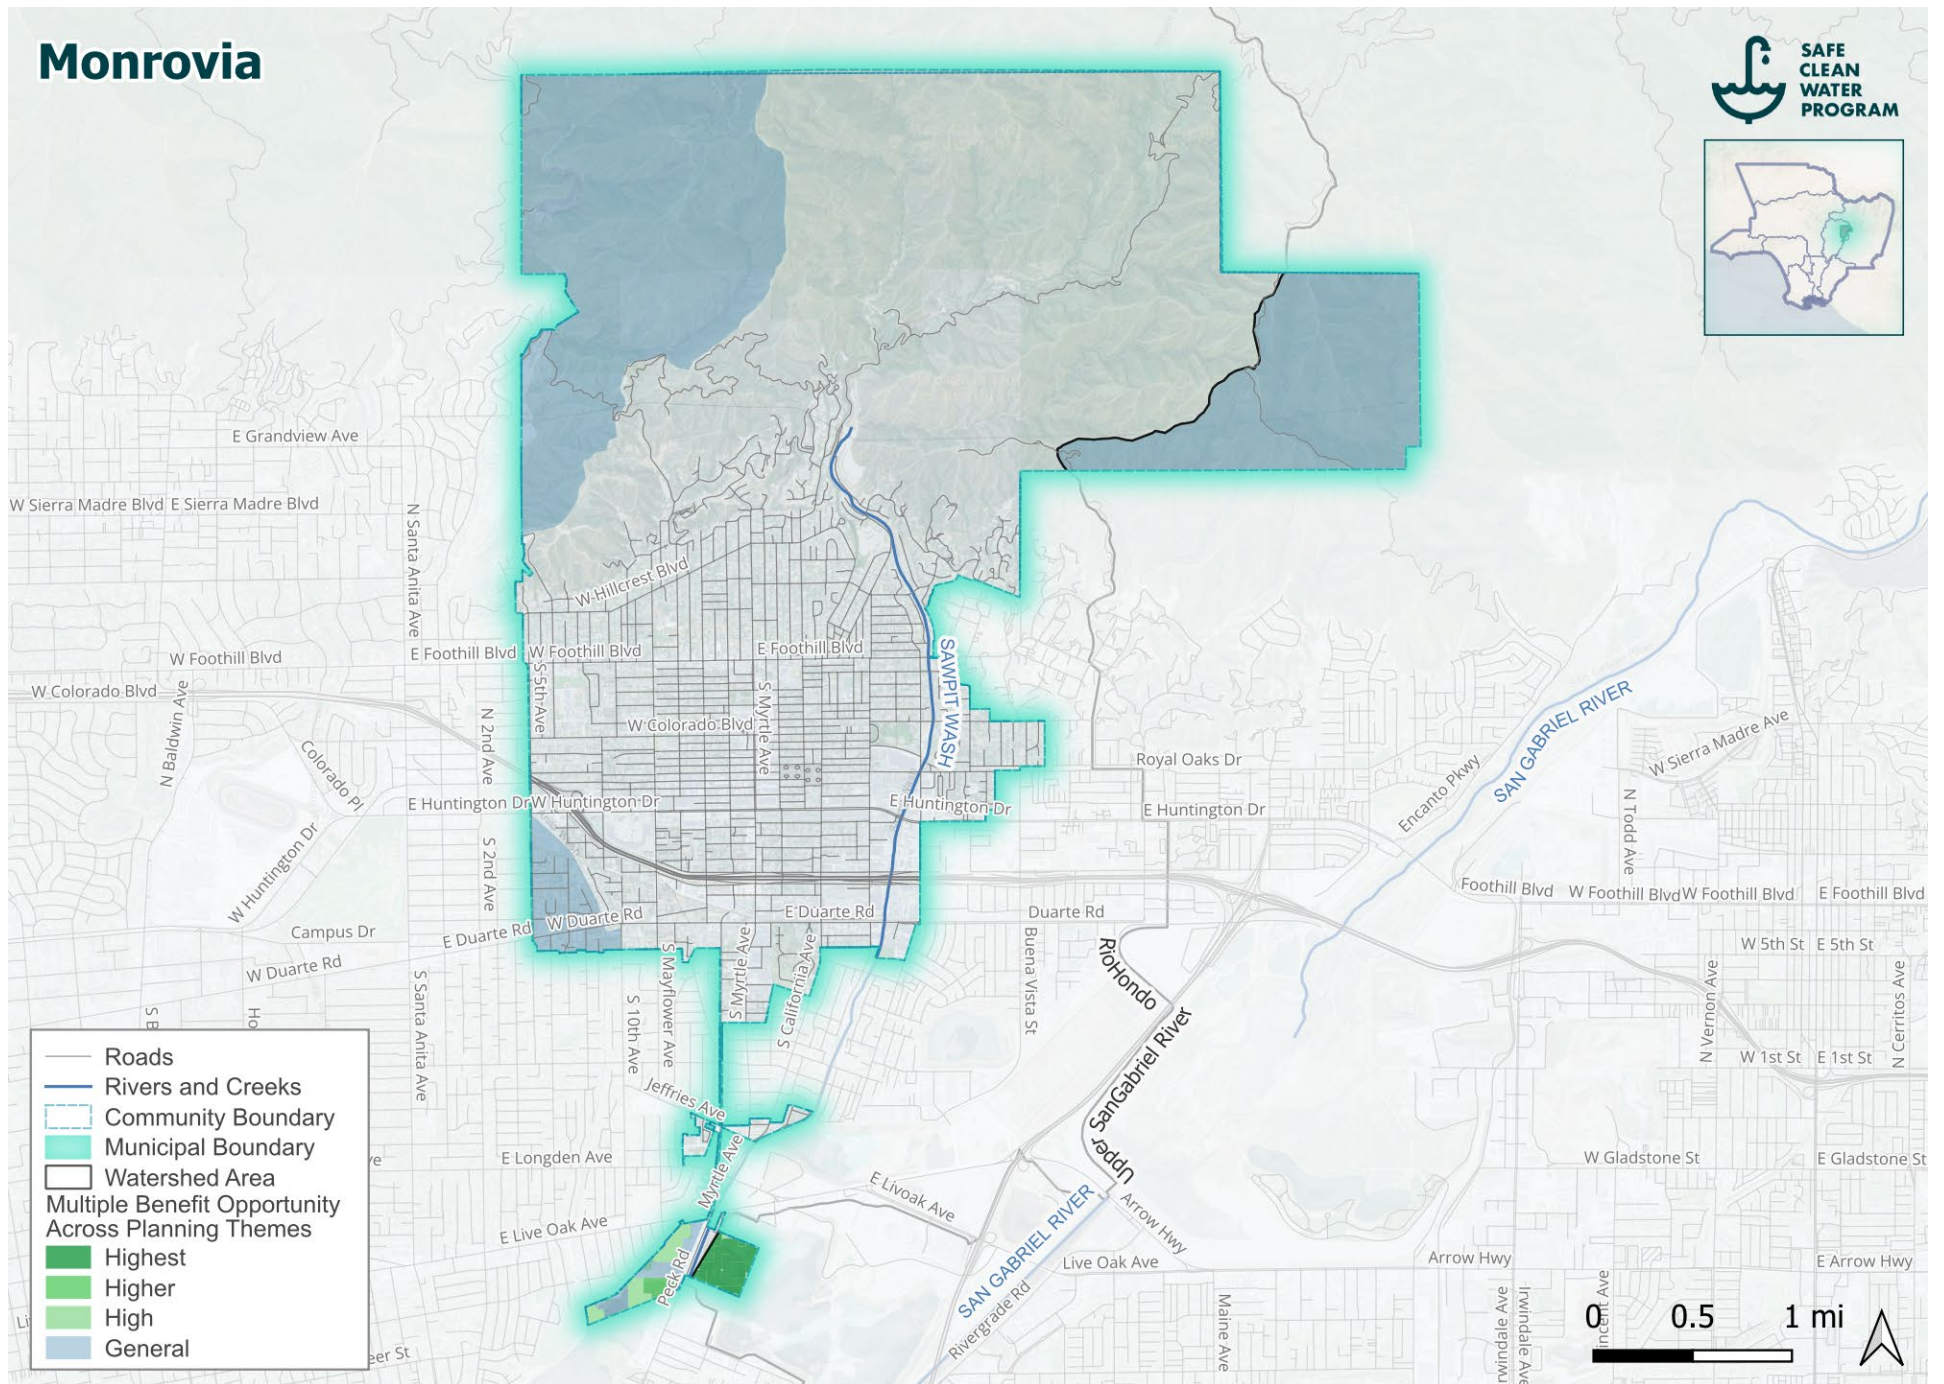 Monrovia
SAFE
CLEAN
WATER
PROGRAM
E Grandview Ave
W Sierra Madre Blvd
E Sierra Madre Blvd
N Santa Anita Ave
W Hillcrest Blvd
W Foothill Blvd
E Foothill Blvd
W Foothill Blvd
E Foothill Blvd
W Colorado Blvd
N Baldwin Ave
S 5th Ave
N 2nd Ave
W Colorado Blvd
S Myrtle Ave
SAWPIT WASH
SAN GABRIEL RIVER
W Sierra Madre Ave
Colorado Pl
Royal Oaks Dr
Encanto Pkwy
E Huntington Dr
W Huntington Dr
E Huntington Dr
E Huntington Dr
N Todd Ave
W Huntington Dr
S 2nd Ave
Foothill Blvd
W Foothill Blvd
W Foothill Blvd
E Foothill Blvd
W Duarte Rd
E Duarte Rd
Duarte Rd
Campus Dr
E Duarte Rd
W Duarte Rd
W 5th St
E 5th St
S Santa Anita Ave
S 10th Ave
S Mayflower Ave
S Myrtle Ave
S California Ave
Buena Vista St
RioHondo
Upper SanGabriel River
N Vernon Ave
N Cerritos Ave
W 1st St
E 1st St
S B
Ho
Jeffries Ave
E Longden Ave
Myrtle Ave
W Gladstone St
E Gladstone St
E Livoak Ave
Arrow Hwy
E Live Oak Ave
Peck Rd
SAN GABRIEL RIVER
Live Oak Ave
Arrow Hwy
E Arrow Hwy
Rivergrade Rd
Maine Ave
rwindale Ave
Irwindale Ave
incent Ave
ve
Li
eer St
Roads
Rivers and Creeks
Community Boundary
Municipal Boundary
Watershed Area
Multiple Benefit Opportunity
Across Planning Themes
Highest
Higher
High
General
0 0.5 1 mi